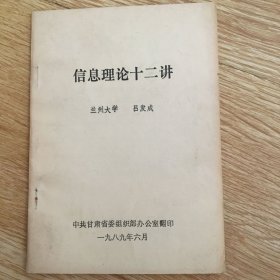 信息理论十二讲
兰州大学 吕发成
中共甘肃省委组织部办公室翻印
一九八九年六月